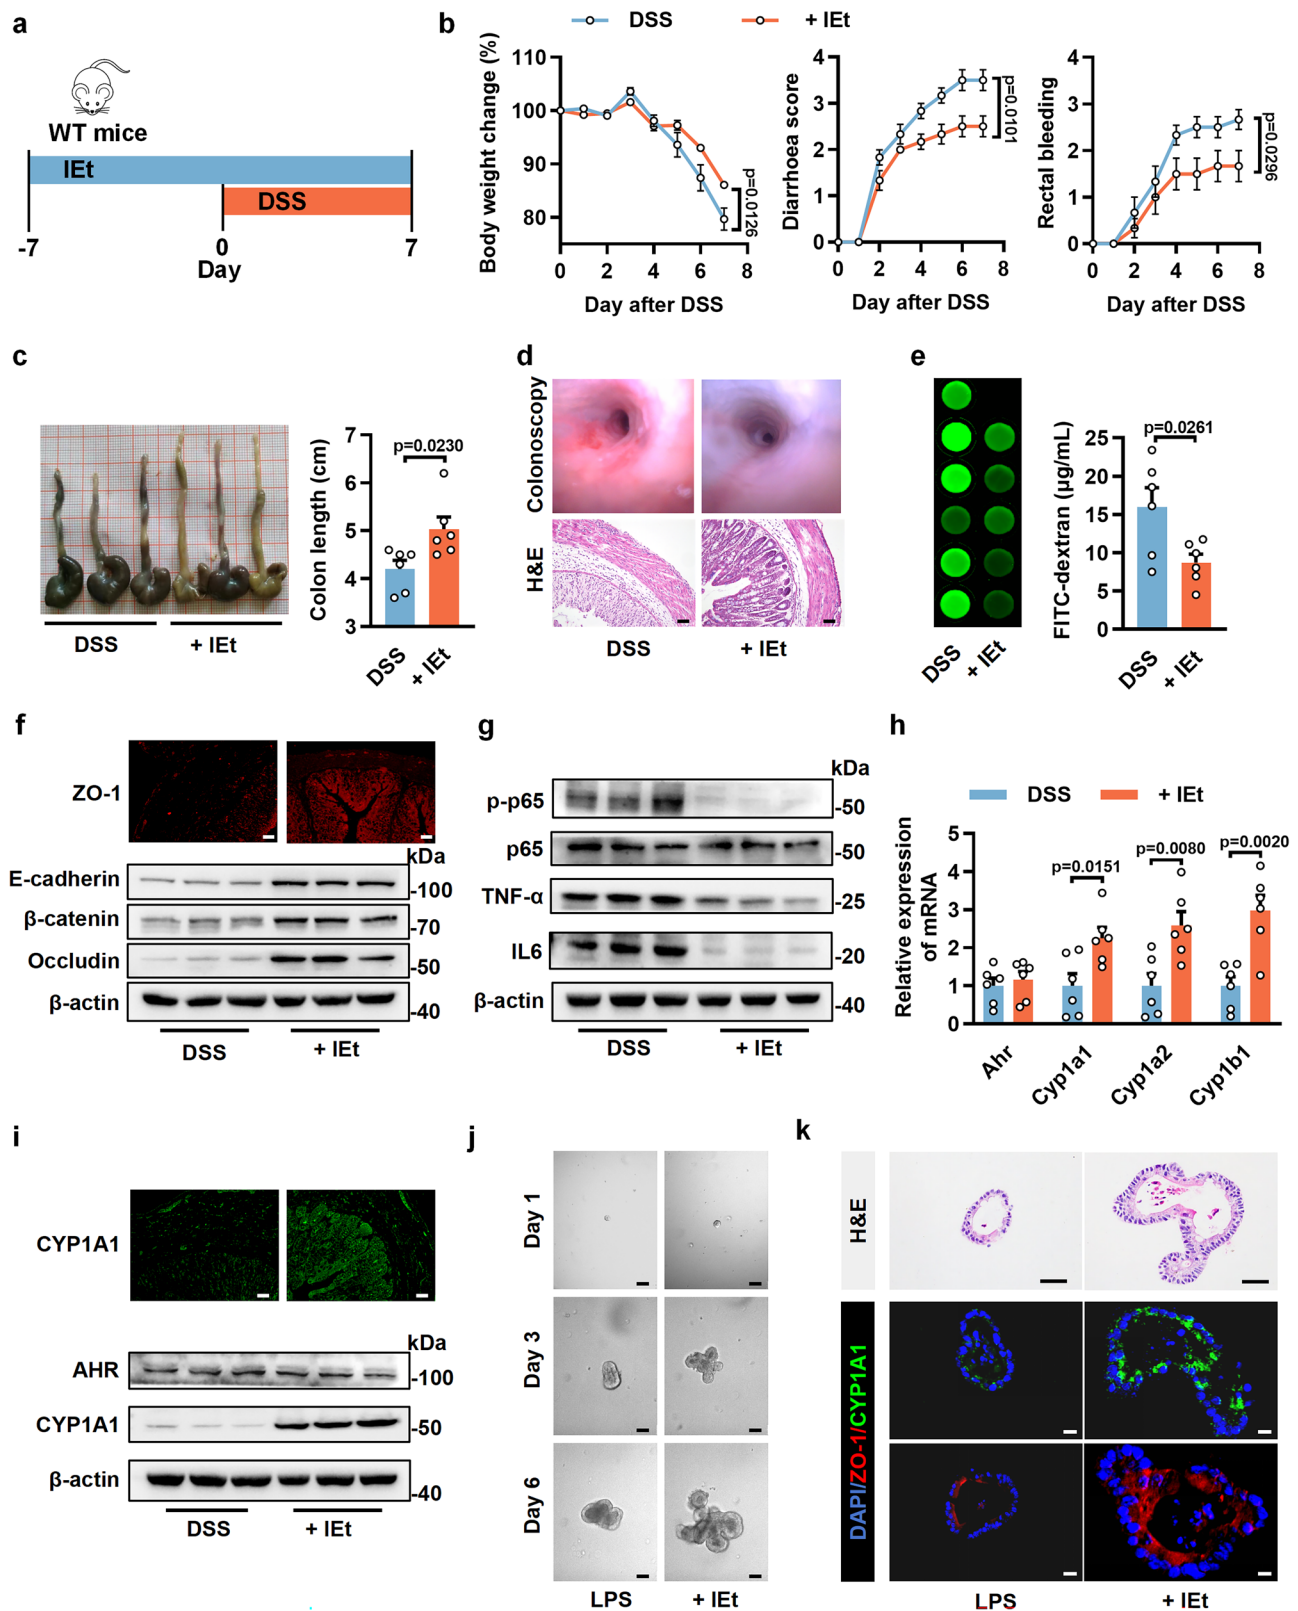 a
WT mice
IEt
DSS
-7
0
7
Day
b
DSS
+ IEt
Body weight change (%)
110
100
90
80
p=0.0126
0
2
4
6
8
Day after DSS
Diarrhoea score
4
3
2
1
0
p=0.0101
0
2
4
6
8
Day after DSS
Rectal bleeding
4
3
2
1
0
p=0.0296
0
2
4
6
8
Day after DSS
c
DSS
+ IEt
Colon length (cm)
7
6
5
4
3
p=0.0230
DSS
+ IEt
d
Colonoscopy
H&E
DSS
+ IEt
e
DSS
+ IEt
FITC-dextran (μg/mL)
25
20
15
10
5
0
p=0.0261
DSS
+ IEt
f
ZO-1
kDa
E-cadherin
-100
β-catenin
-70
Occludin
-50
β-actin
-40
DSS
+ IEt
g
kDa
p-p65
-50
p65
-50
TNF-α
-25
IL6
-20
β-actin
-40
DSS
+ IEt
h
DSS
+ IEt
Relative expression
of mRNA
5
4
3
2
1
0
p=0.0151
p=0.0080
p=0.0020
Ahr
Cyp1a1
Cyp1a2
Cyp1b1
i
CYP1A1
kDa
AHR
-100
CYP1A1
-50
β-actin
-40
DSS
+ IEt
j
Day 1
Day 3
Day 6
LPS
+ IEt
k
H&E
DAPI/ZO-1/CYP1A1
LPS
+ IEt